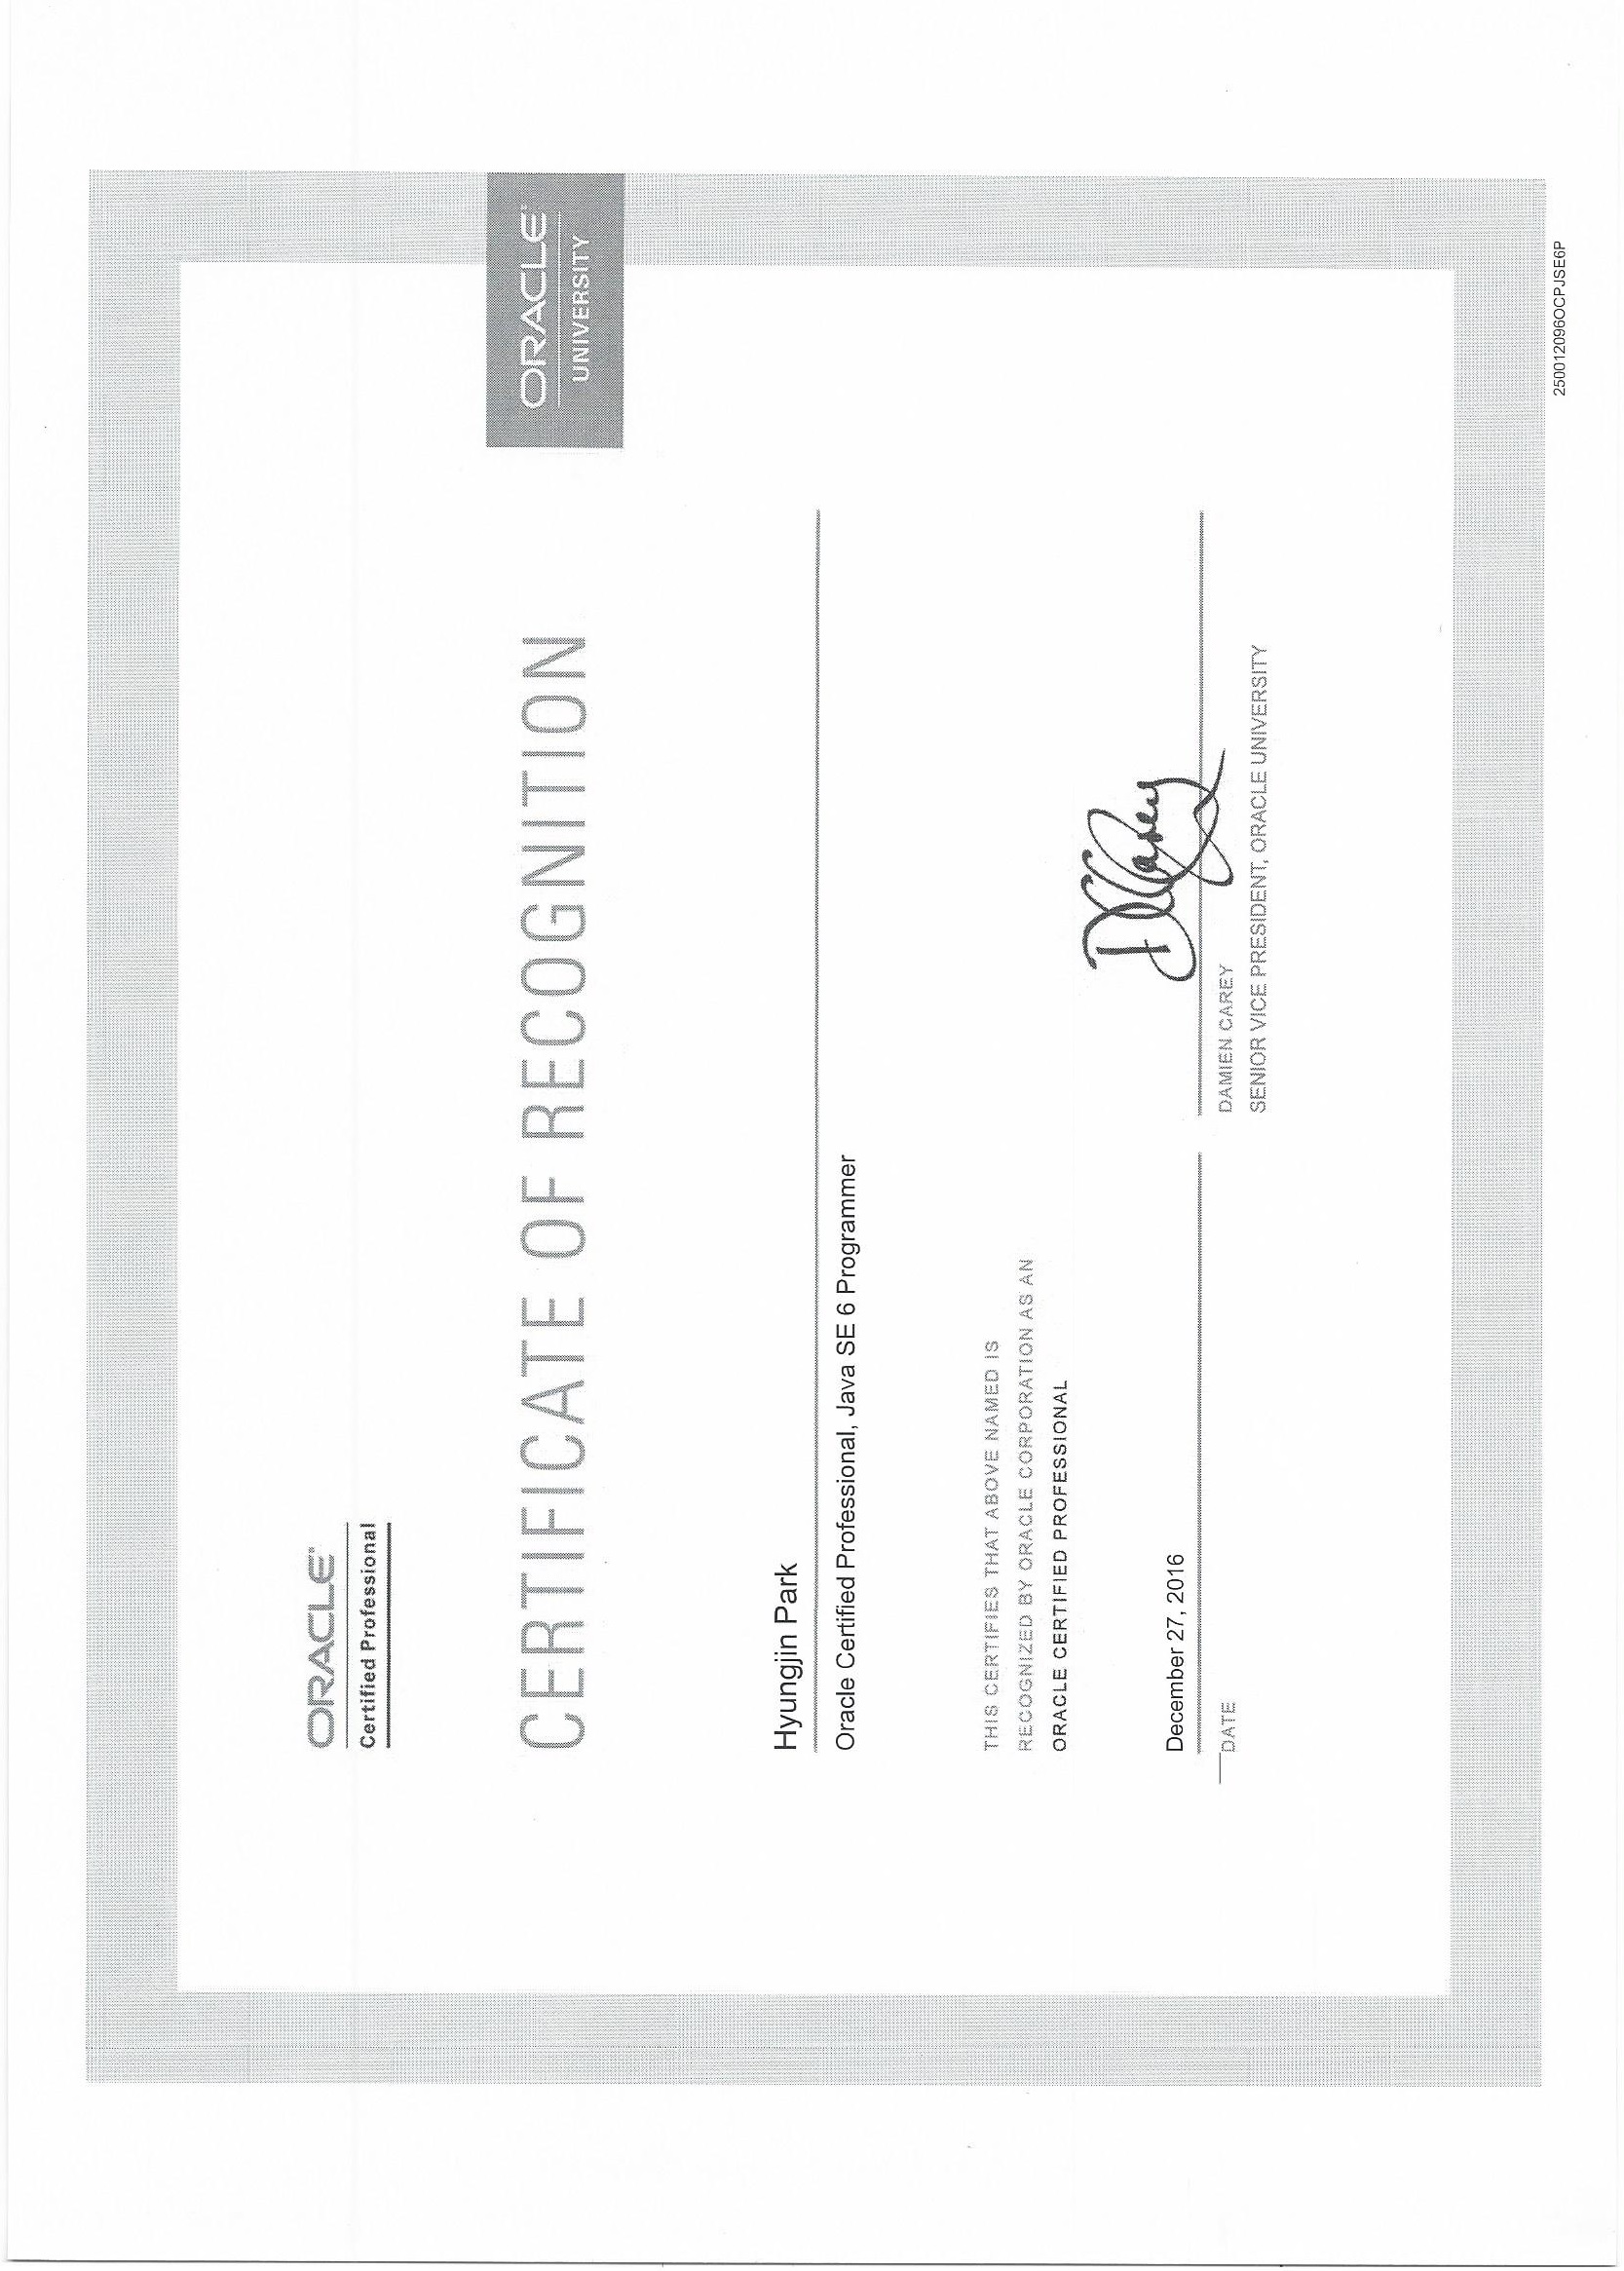 ORACLE
Certified Professional
ORACLE
UNIVERSITY
CERTIFICATE OF RECOGNITION
Hyungjin Park
Oracle Certified Professional, Java SE 6 Programmer
THIS CERTIFIES THAT ABOVE NAMED IS
RECOGNIZED BY ORACLE CORPORATION AS AN
ORACLE CERTIFIED PROFESSIONAL
December 27, 2016
DATE
DCarey
DAMIEN CAREY
SENIOR VICE PRESIDENT, ORACLE UNIVERSITY
250012096OCPJSE6P